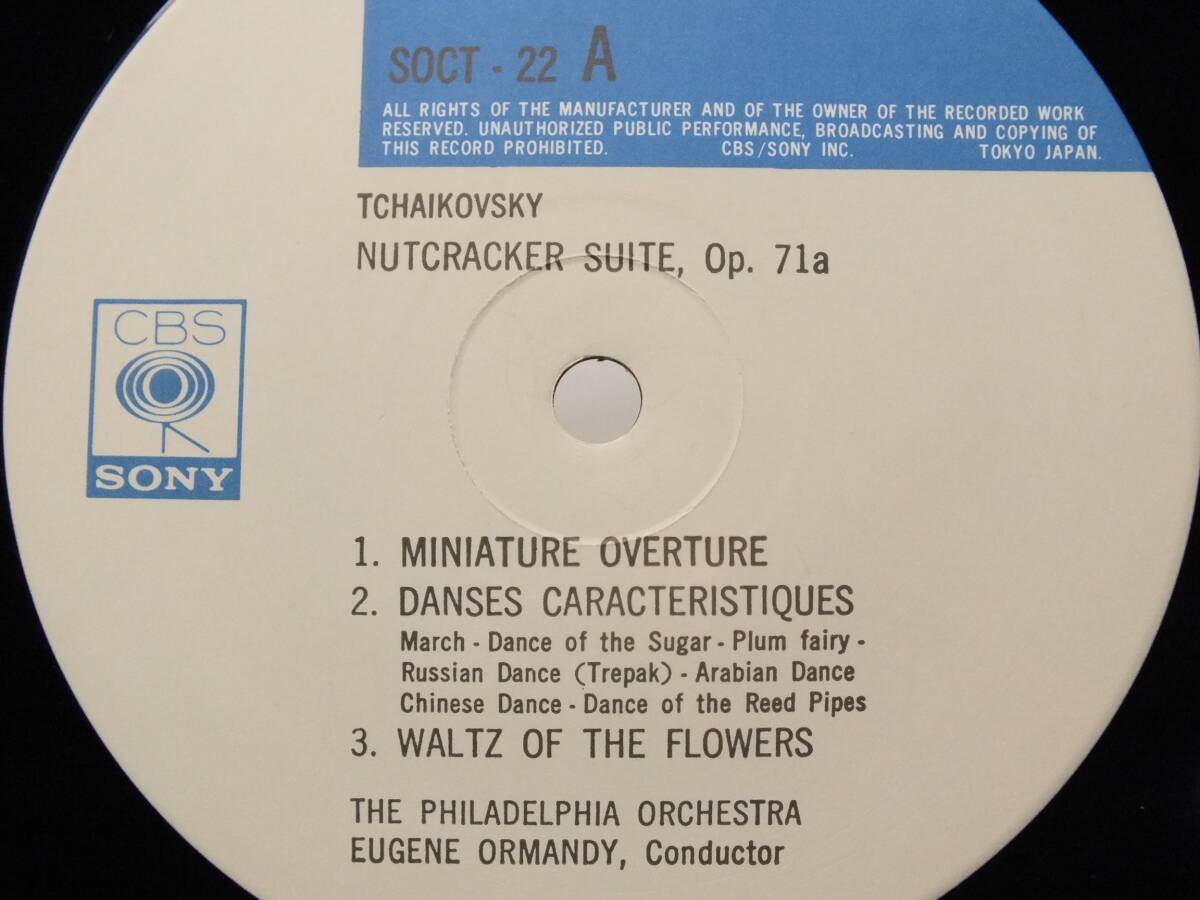 SOCT - 22 A
ALL RIGHTS OF THE MANUFACTURER AND OF THE OWNER OF THE RECORDED WORK
RESERVED. UNAUTHORIZED PUBLIC PERFORMANCE, BROADCASTING AND COPYING OF
THIS RECORD PROHIBITED. CBS/SONY INC. TOKYO JAPAN.
TCHAIKOVSKY
NUTCRACKER SUITE, Op. 71a
CBS
SONY
1. MINIATURE OVERTURE
2. DANSES CARACTERISTIQUES
March - Dance of the Sugar - Plum fairy -
Russian Dance (Trepak) - Arabian Dance
Chinese Dance - Dance of the Reed Pipes
3. WALTZ OF THE FLOWERS
THE PHILADELPHIA ORCHESTRA
EUGENE ORMANDY, Conductor